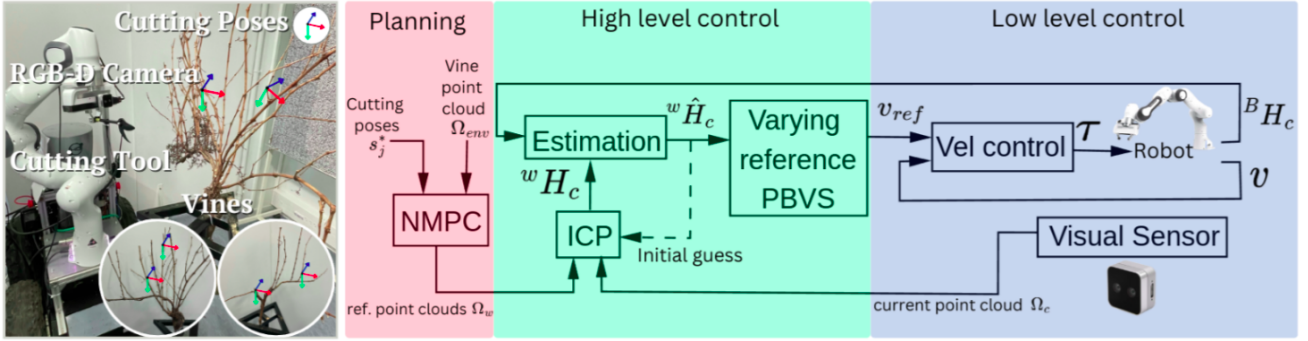 Cutting Poses
RGB-D Camera
Cutting Tool
Vines
Planning
Cutting
poses
s*j
Vine
point
cloud
Ωenv
NMPC
ref. point clouds Ωw
High level control
Estimation
wĤc
wHc
ICP
Initial guess
Varying
reference
PBVS
Low level control
vref
Vel control
τ
Robot
BHc
v
Visual Sensor
current point cloud Ωc